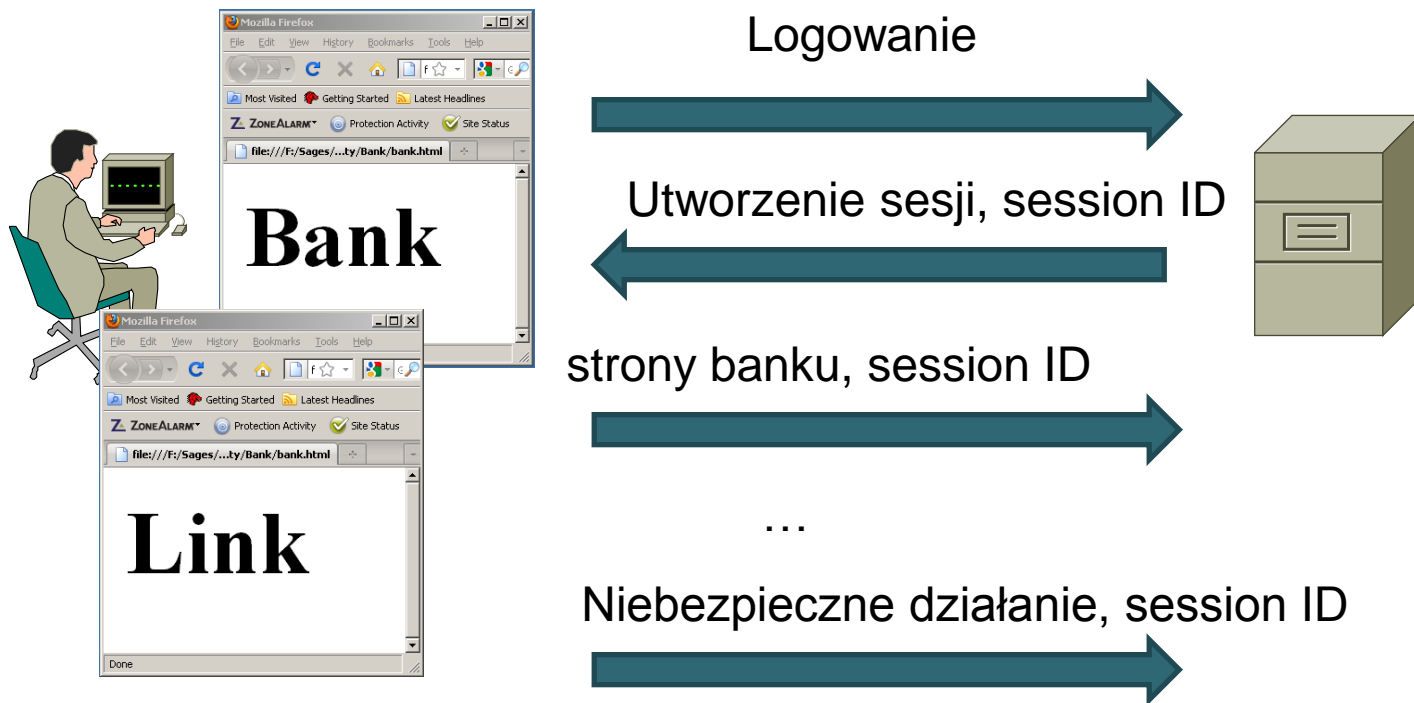 Mozilla Firefox
File Edit View History Bookmarks Tools Help
f
Most Visited Getting Started Latest Headlines
ZONEALARM Protection Activity Site Status
file:///F:/Sages/...ty/Bank/bank.html
Bank
Mozilla Firefox
File Edit View History Bookmarks Tools Help
f
Most Visited Getting Started Latest Headlines
ZONEALARM Protection Activity Site Status
file:///F:/Sages/...ty/Bank/bank.html
Link
Done
Logowanie
Utworzenie sesji, session ID
strony banku, session ID
...
Niebezpieczne działanie, session ID